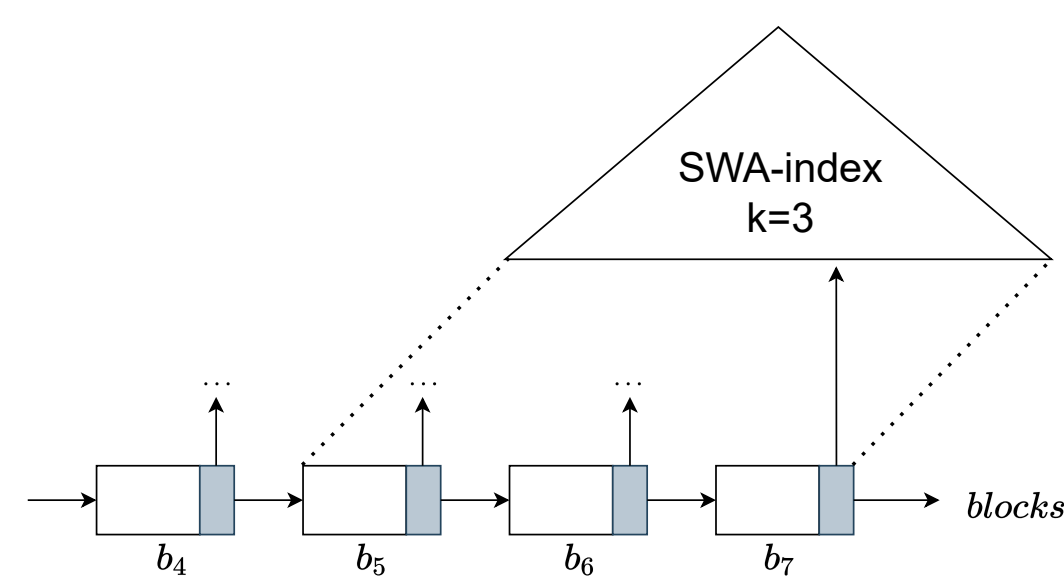 SWA-index
k=3
... ... ...
b₄ b₅ b₆ b₇ blocks